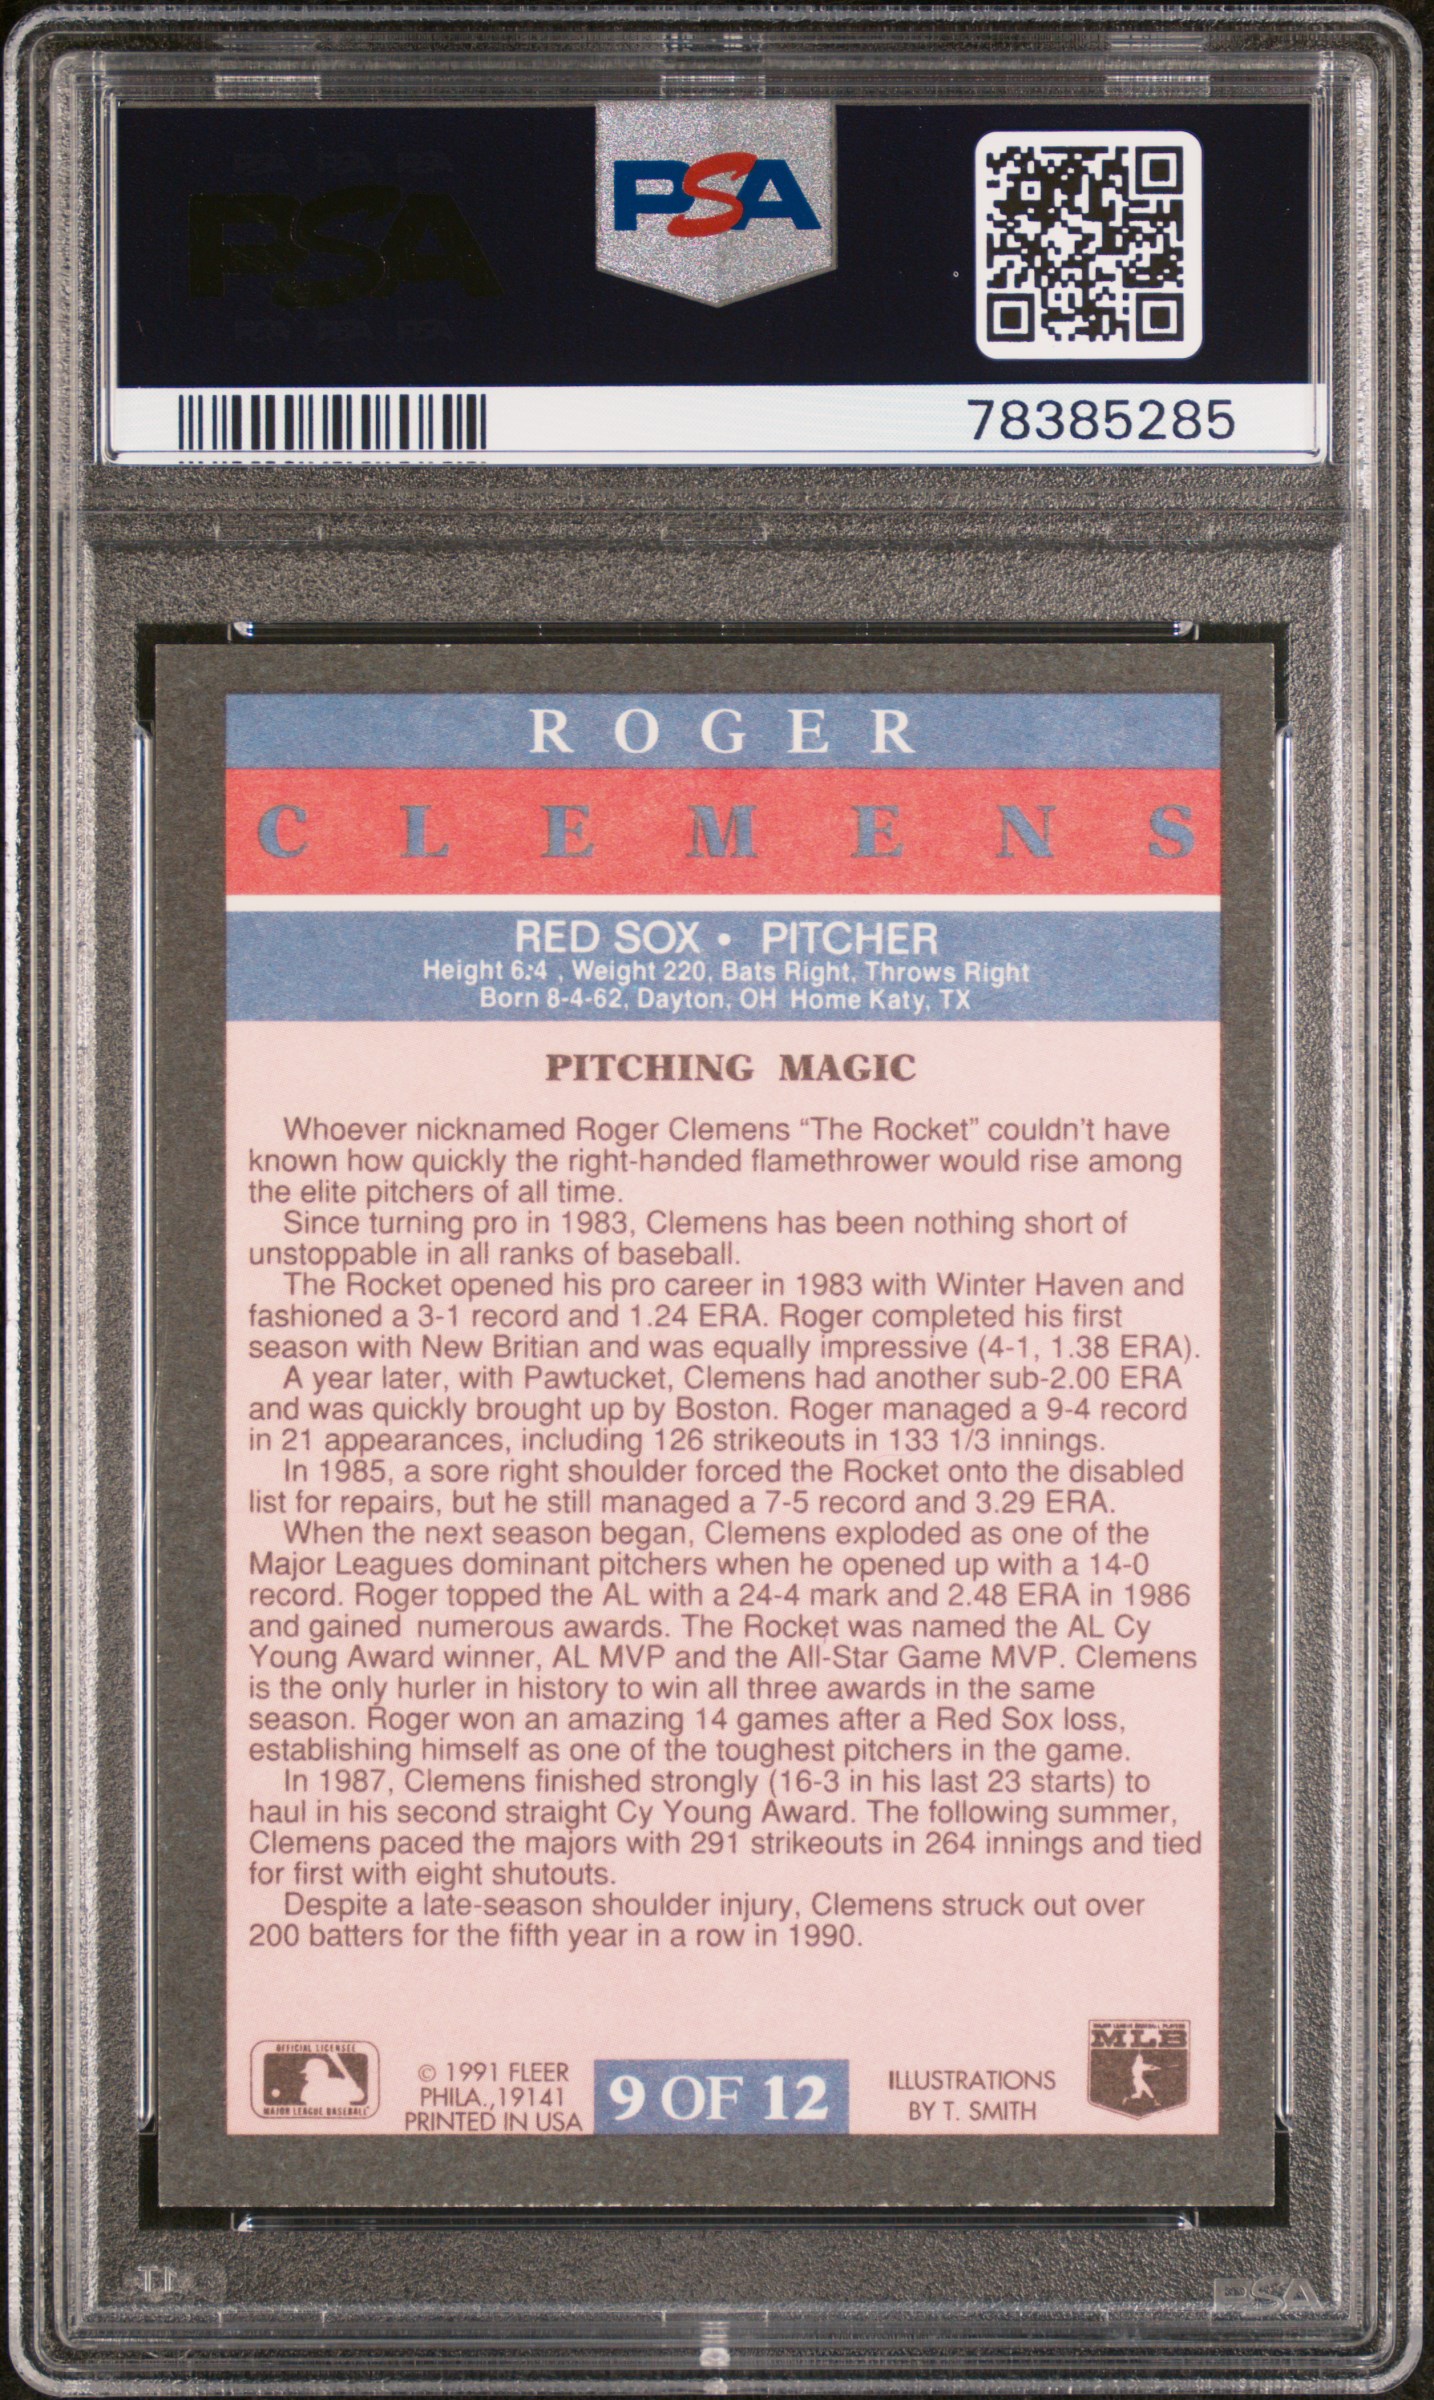 PSA
PSA
78385285
ROGER
CLEMENS
RED SOX • PITCHER
Height 6:4 , Weight 220, Bats Right, Throws Right
Born 8-4-62, Dayton, OH Home Katy, TX
PITCHING MAGIC
Whoever nicknamed Roger Clemens “The Rocket” couldn’t have
known how quickly the right-handed flamethrower would rise among
the elite pitchers of all time.
Since turning pro in 1983, Clemens has been nothing short of
unstoppable in all ranks of baseball.
The Rocket opened his pro career in 1983 with Winter Haven and
fashioned a 3-1 record and 1.24 ERA. Roger completed his first
season with New Britian and was equally impressive (4-1, 1.38 ERA).
A year later, with Pawtucket, Clemens had another sub-2.00 ERA
and was quickly brought up by Boston. Roger managed a 9-4 record
in 21 appearances, including 126 strikeouts in 133 1/3 innings.
In 1985, a sore right shoulder forced the Rocket onto the disabled
list for repairs, but he still managed a 7-5 record and 3.29 ERA.
When the next season began, Clemens exploded as one of the
Major Leagues dominant pitchers when he opened up with a 14-0
record. Roger topped the AL with a 24-4 mark and 2.48 ERA in 1986
and gained numerous awards. The Rocket was named the AL Cy
Young Award winner, AL MVP and the All-Star Game MVP. Clemens
is the only hurler in history to win all three awards in the same
season. Roger won an amazing 14 games after a Red Sox loss,
establishing himself as one of the toughest pitchers in the game.
In 1987, Clemens finished strongly (16-3 in his last 23 starts) to
haul in his second straight Cy Young Award. The following summer,
Clemens paced the majors with 291 strikeouts in 264 innings and tied
for first with eight shutouts.
Despite a late-season shoulder injury, Clemens struck out over
200 batters for the fifth year in a row in 1990.
OFFICIAL LICENSEE
MAJOR LEAGUE BASEBALL
© 1991 FLEER
PHILA.,19141
PRINTED IN USA
9 OF 12
ILLUSTRATIONS
BY T. SMITH
MAJOR LEAGUE BASEBALL PLAYERS
MLB
PSA